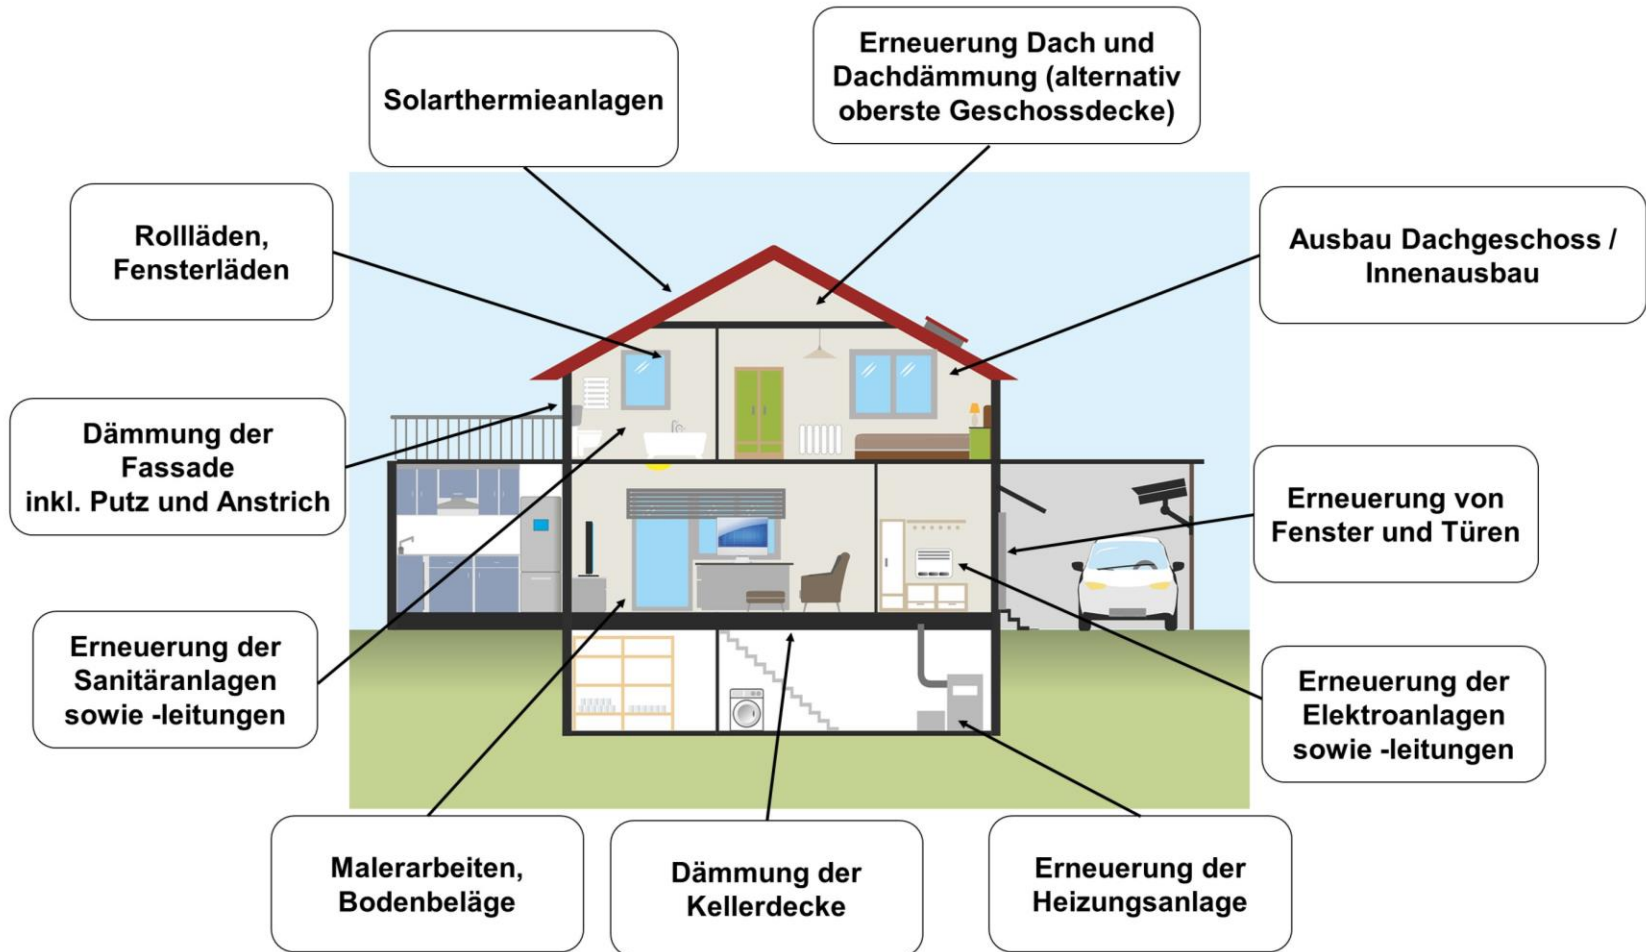 Solarthermieanlagen
Erneuerung Dach und
Dachdämmung (alternativ
oberste Geschossdecke)
Rollläden,
Fensterläden
Ausbau Dachgeschoss /
Innenausbau
Dämmung der
Fassade
inkl. Putz und Anstrich
Erneuerung von
Fenster und Türen
Erneuerung der
Sanitäranlagen
sowie -leitungen
Erneuerung der
Elektroanlagen
sowie -leitungen
Malerarbeiten,
Bodenbeläge
Dämmung der
Kellerdecke
Erneuerung der
Heizungsanlage